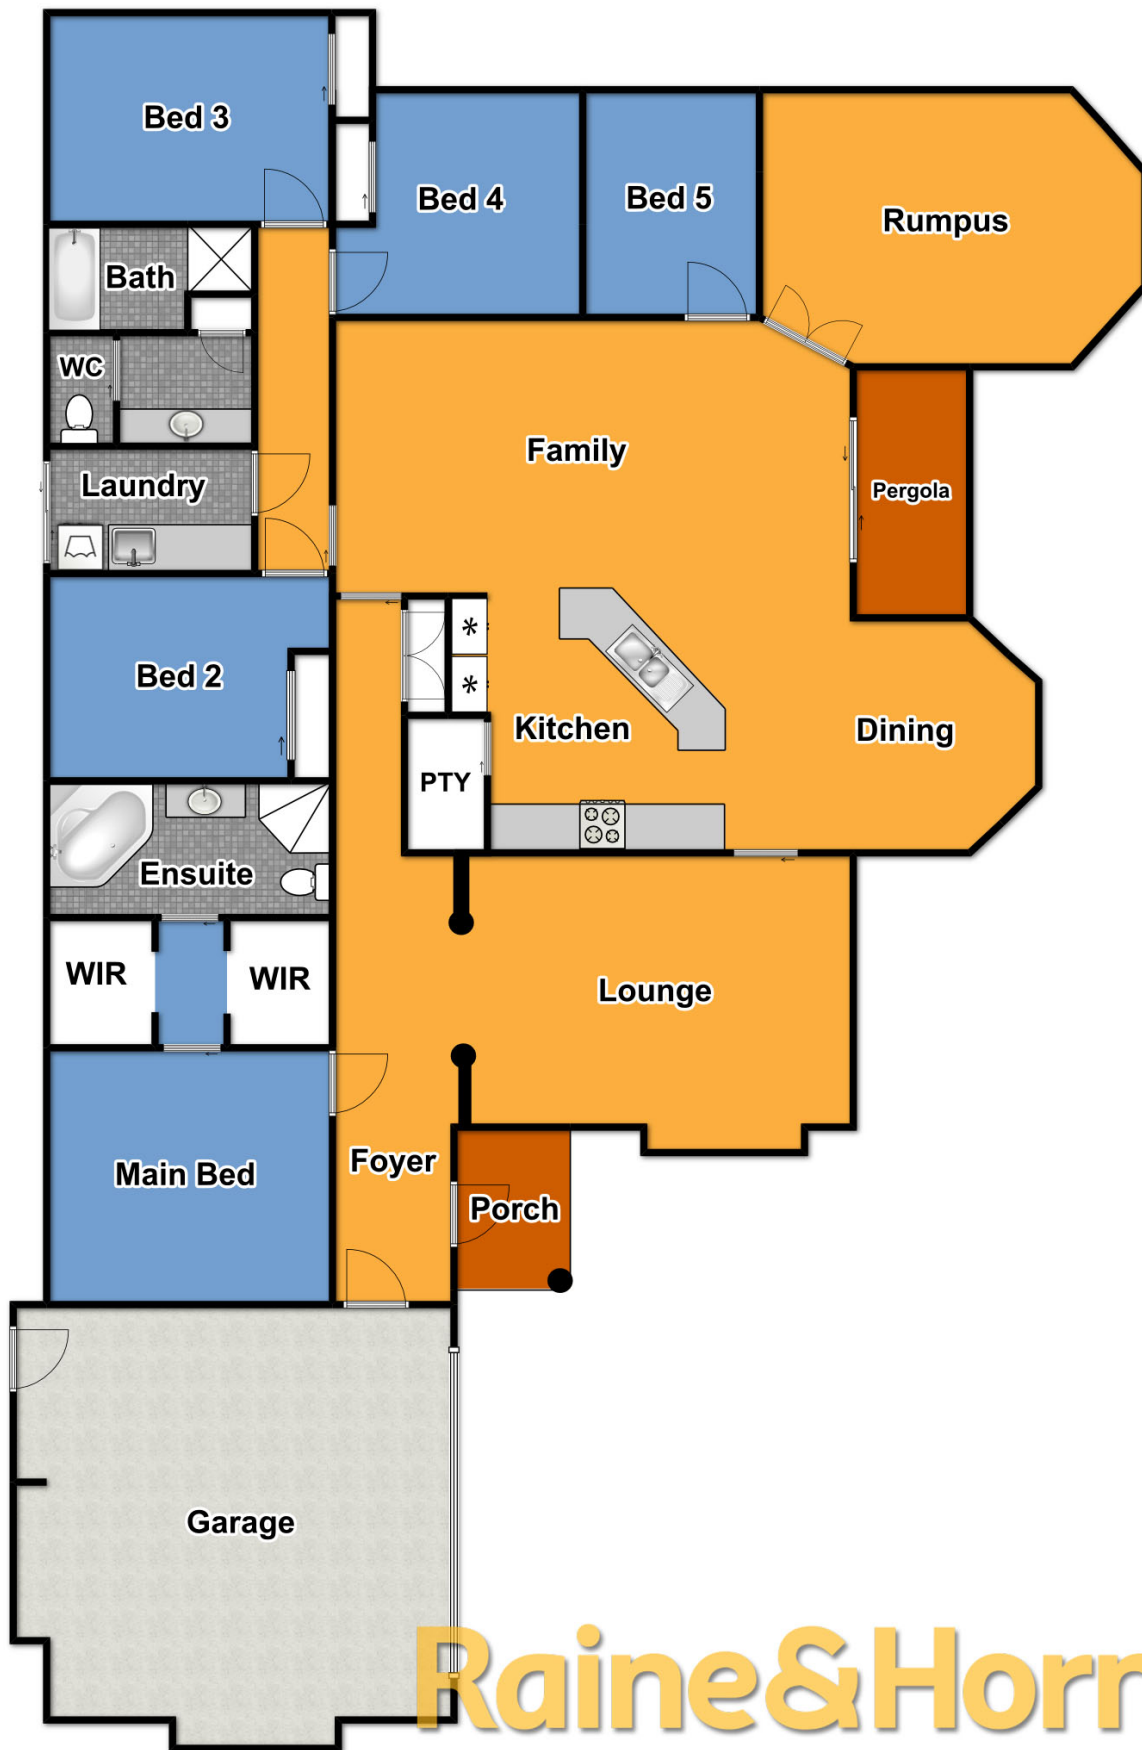 Bed 3
Bed 4
Bed 5
Rumpus
Bath
WC
Family
Laundry
Pergola
Bed 2
*
*
Kitchen
Dining
PTY
Ensuite
WIR
WIR
Lounge
Main Bed
Foyer
Porch
Garage
Raine&Horn